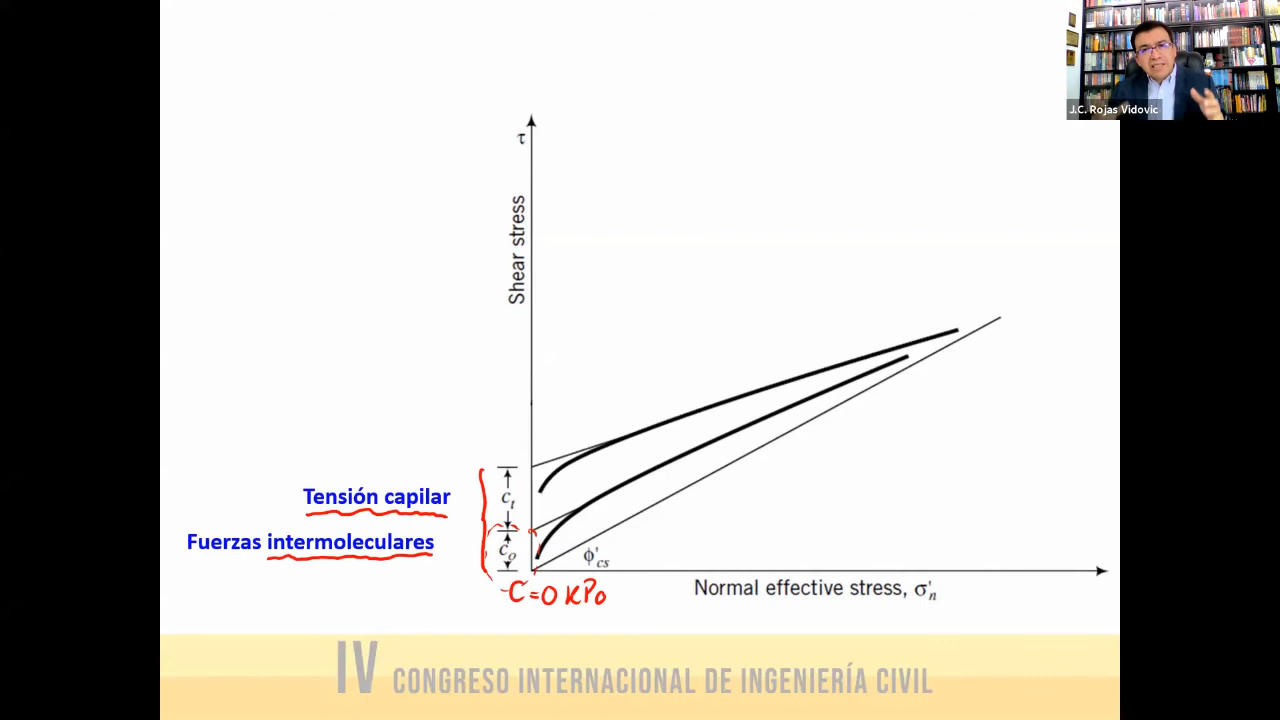 J.C. Rojas Vidovic
τ
Shear stress
Tensión capilar
Fuerzas intermoleculares
c_t
c_o
ϕ'_cs
C=0 KPa
Normal effective stress, σ'_n
IV CONGRESO INTERNACIONAL DE INGENIERÍA CIVIL